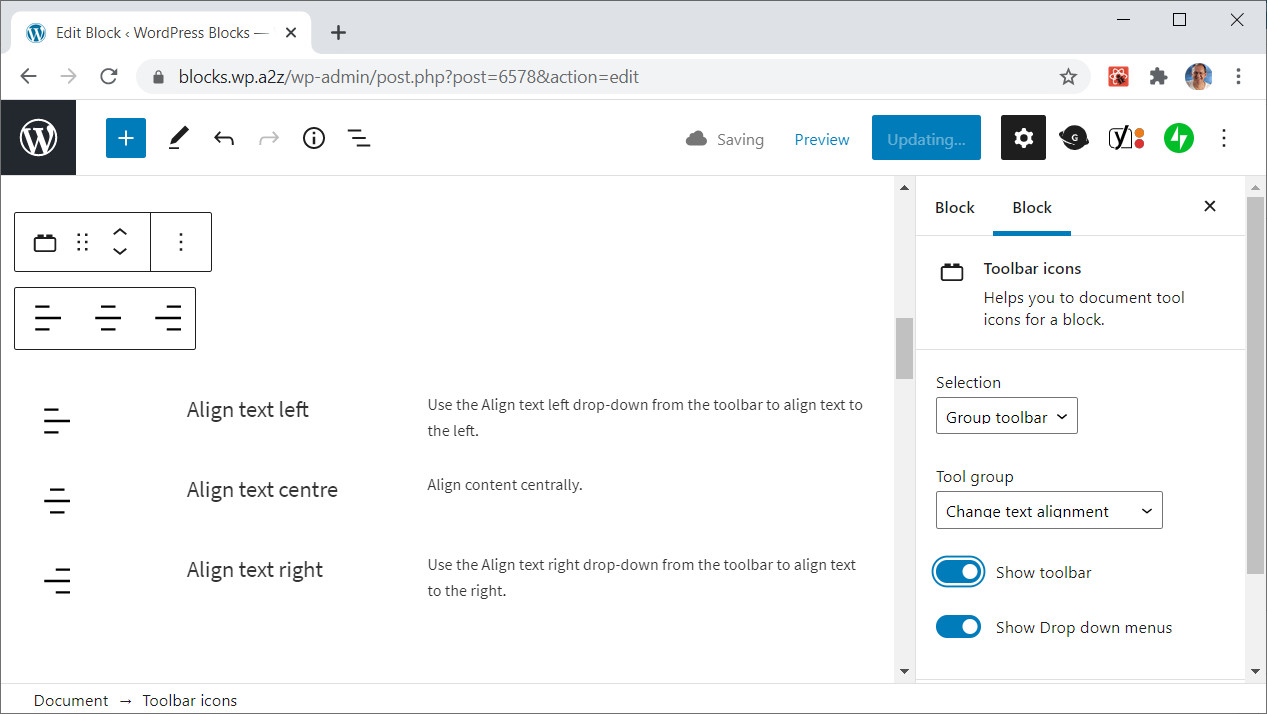 Edit Block ‹ WordPress Blocks —
blocks.wp.a2z/wp-admin/post.php?post=6578&action=edit
Saving
Preview
Updating...
G
Block
Block
Toolbar icons
Helps you to document tool
icons for a block.
Align text left
Use the Align text left drop-down from the toolbar to align text to
the left.
Align text centre
Align content centrally.
Align text right
Use the Align text right drop-down from the toolbar to align text
to the right.
Selection
Group toolbar
Tool group
Change text alignment
Show toolbar
Show Drop down menus
Document → Toolbar icons